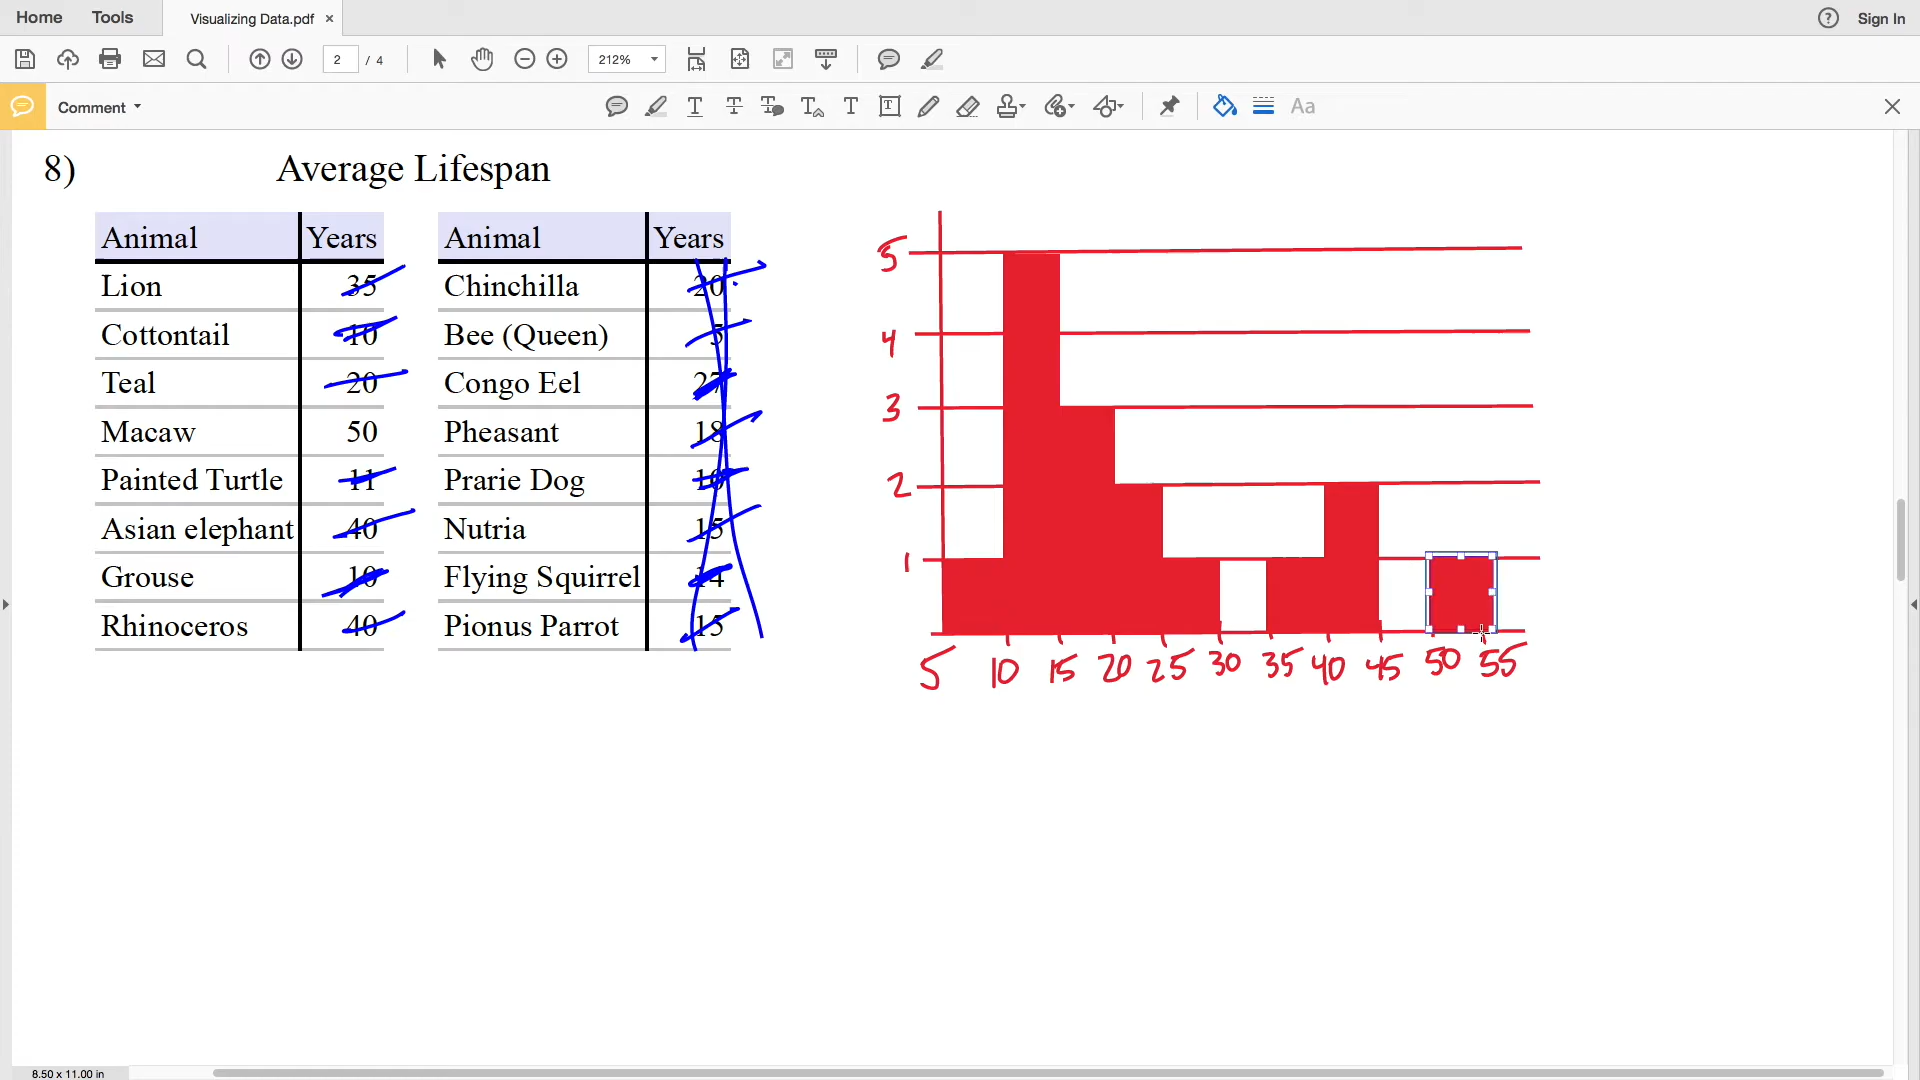 Home Tools Visualizing Data.pdf × ? Sign In
2 / 4 212%
Comment T T T T T T Aa
8) Average Lifespan
Animal Years Animal Years
Lion 35 Chinchilla 20
Cottontail 10 Bee (Queen) 5
Teal 20 Congo Eel 27
Macaw 50 Pheasant 18
Painted Turtle 11 Prarie Dog 10
Asian elephant 40 Nutria 15
Grouse 10 Flying Squirrel 14
Rhinoceros 40 Pionus Parrot 15
5
4
3
2
1
5 10 15 20 25 30 35 40 45 50 55
8.50 x 11.00 in